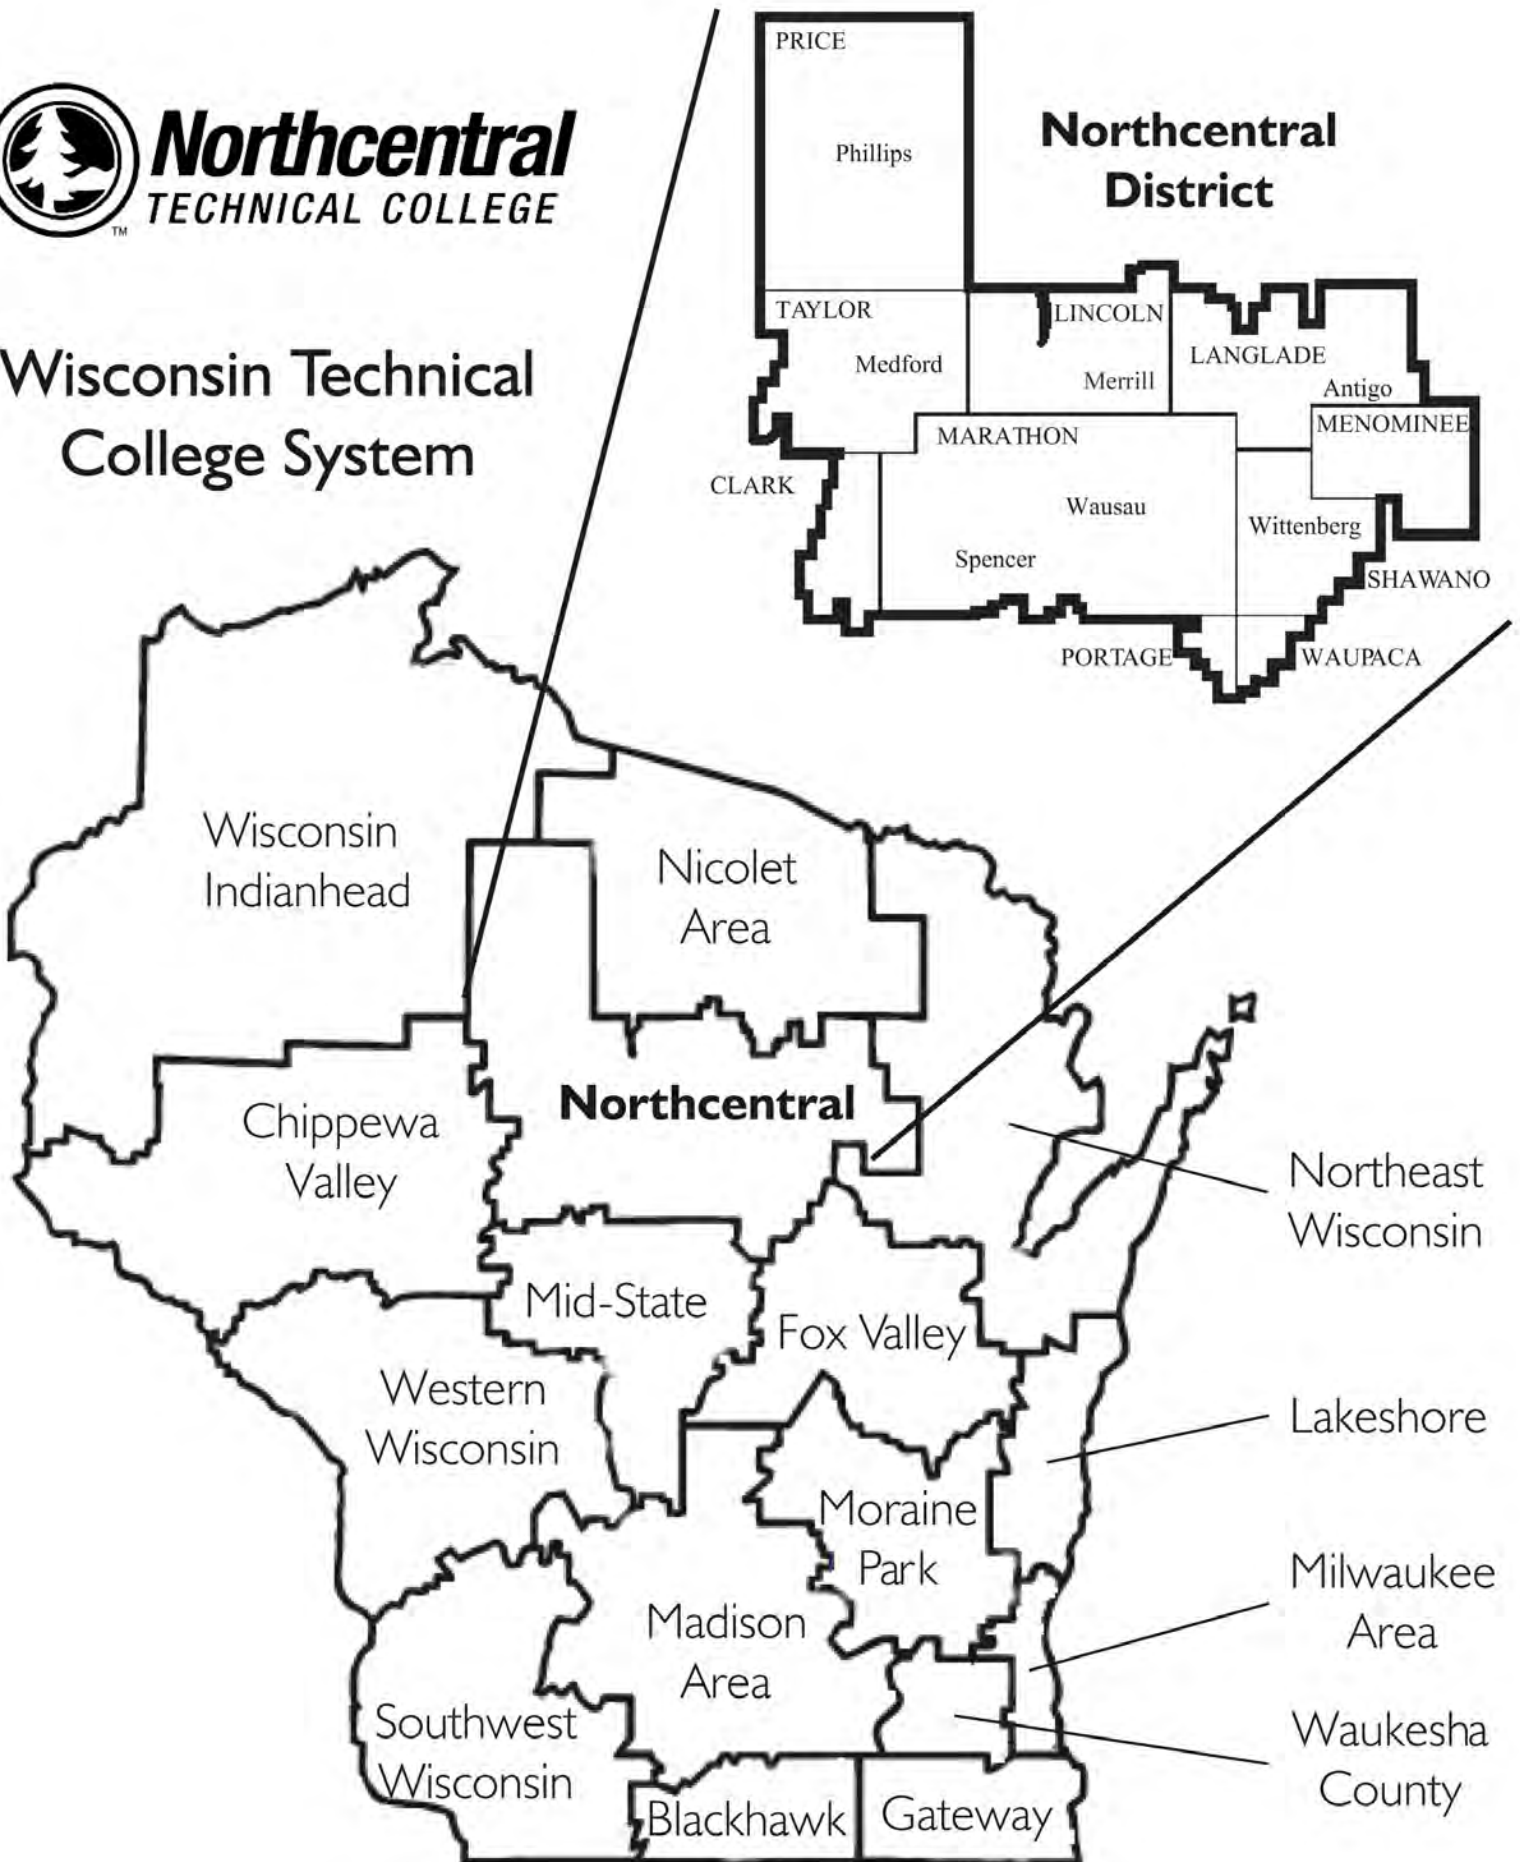 Northcentral
TECHNICAL COLLEGE
TM
Wisconsin Technical
College System
Northcentral
District
PRICE
Phillips
TAYLOR
Medford
LINCOLN
Merrill
LANGLADE
Antigo
MENOMINEE
MARATHON
CLARK
Wausau
Wittenberg
Spencer
SHAWANO
PORTAGE
WAUPACA
Wisconsin
Indianhead
Nicolet
Area
Northcentral
Chippewa
Valley
Northeast
Wisconsin
Mid-State
Fox Valley
Western
Wisconsin
Lakeshore
Moraine
Park
Milwaukee
Area
Madison
Area
Southwest
Wisconsin
Waukesha
County
Blackhawk
Gateway